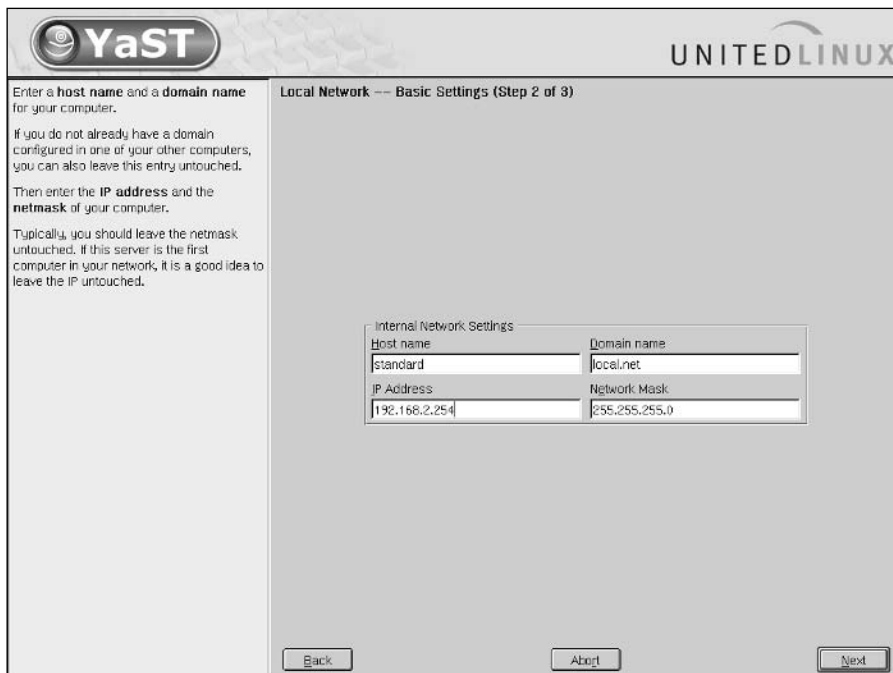 YaST
UNITEDLINUX
Enter a host name and a domain name
for your computer.
If you do not already have a domain
configured in one of your other computers,
you can also leave this entry untouched.
Then enter the IP address and the
netmask of your computer.
Typically, you should leave the netmask
untouched. If this server is the first
computer in your network, it is a good idea to
leave the IP untouched.
Local Network -- Basic Settings (Step 2 of 3)
Internal Network Settings
Host name Domain name
standard local.net
IP Address Network Mask
192.168.2.254 255.255.255.0
Back Abort Next